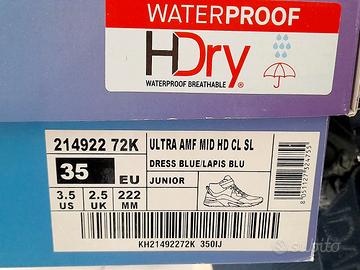 WATERPROOF
HDry®
WATERPROOF BREATHABLE™
214922 72K
ULTRA AMF MID HD CL SL
35 EU
DRESS BLUE/LAPIS BLU
3.5 US
2.5 UK
222 MM
JUNIOR
KH21492272K 350IJ
subito